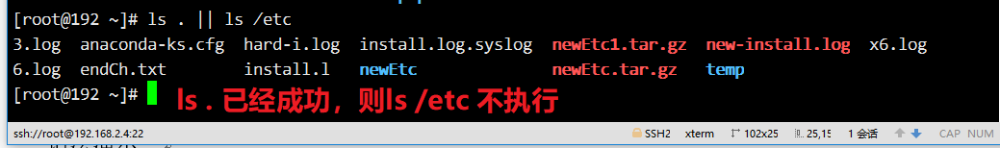 [root@192 ~]# ls . || ls /etc
3.log anaconda-ks.cfg hard-i.log install.log.syslog newEtc1.tar.gz new-install.log x6.log
6.log endCh.txt install.l newEtc newEtc.tar.gz temp
[root@192 ~]# ls . 已经成功，则ls /etc 不执行
ssh://root@192.168.2.4:22 SSH2 xterm 102x25 25,15 1 会话 CAP NUM